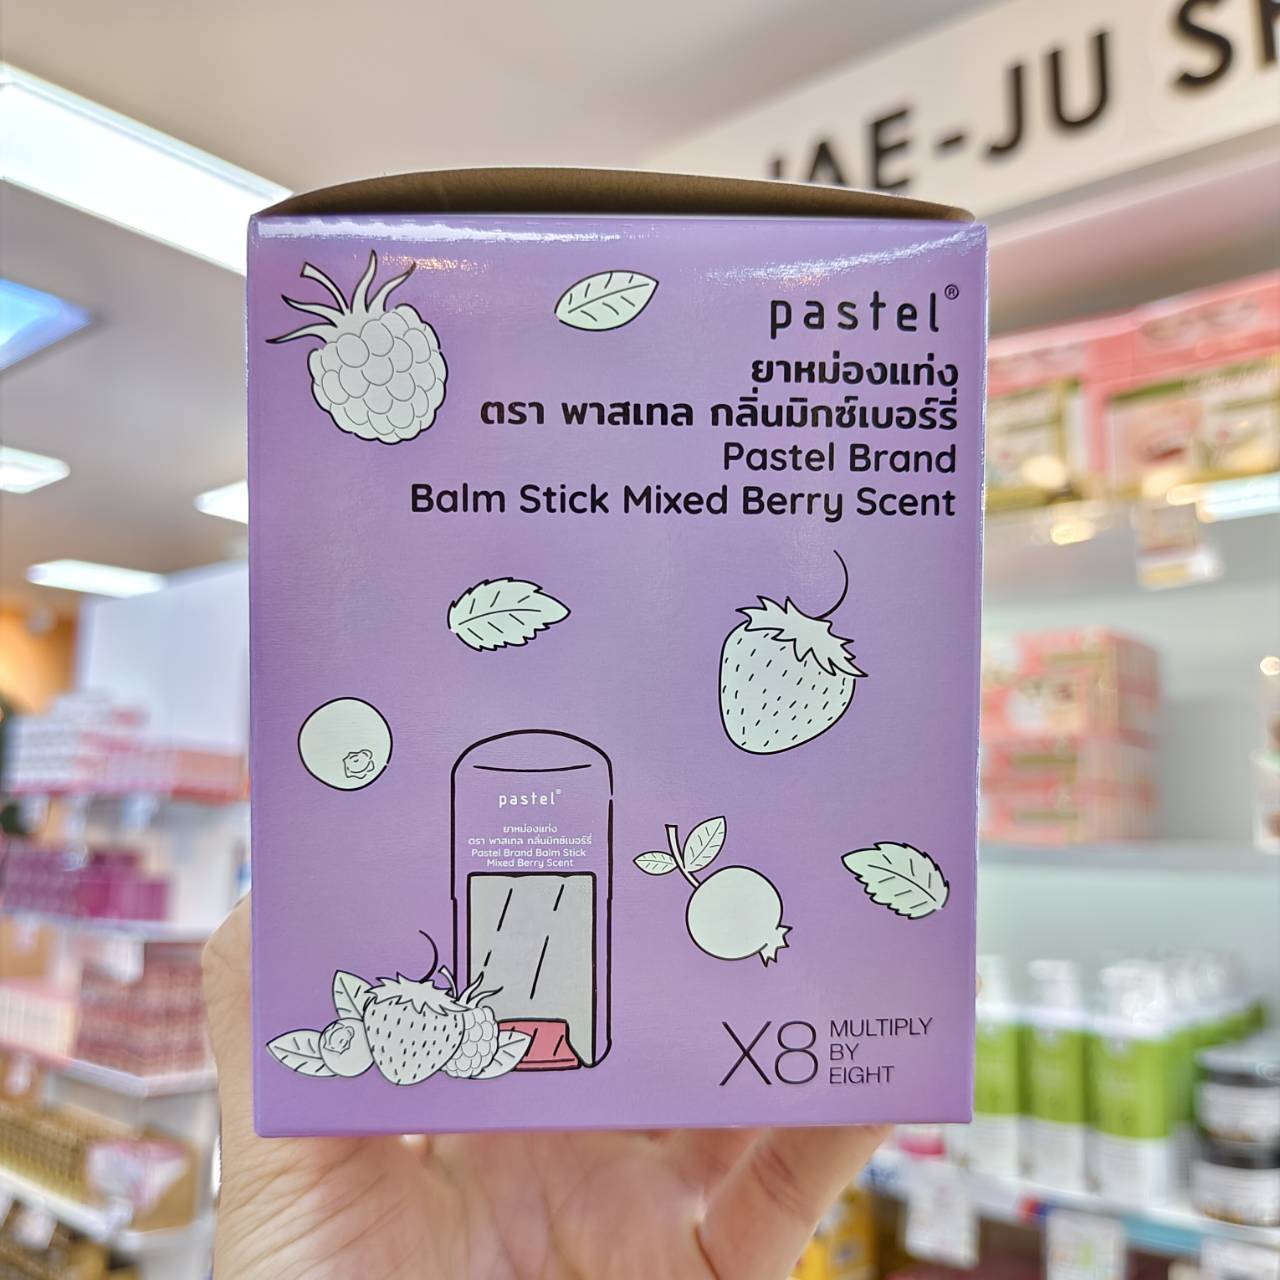 AE-JU SH
pastel®
ยาหม่องแท่ง
ตรา พาสเทล กลิ่นมิกซ์เบอร์รี่
Pastel Brand
Balm Stick Mixed Berry Scent
pastel®
ยาหม่องแท่ง
ตรา พาสเทล กลิ่นมิกซ์เบอร์รี่
Pastel Brand Balm Stick
Mixed Berry Scent
X8 MULTIPLY
BY
EIGHT